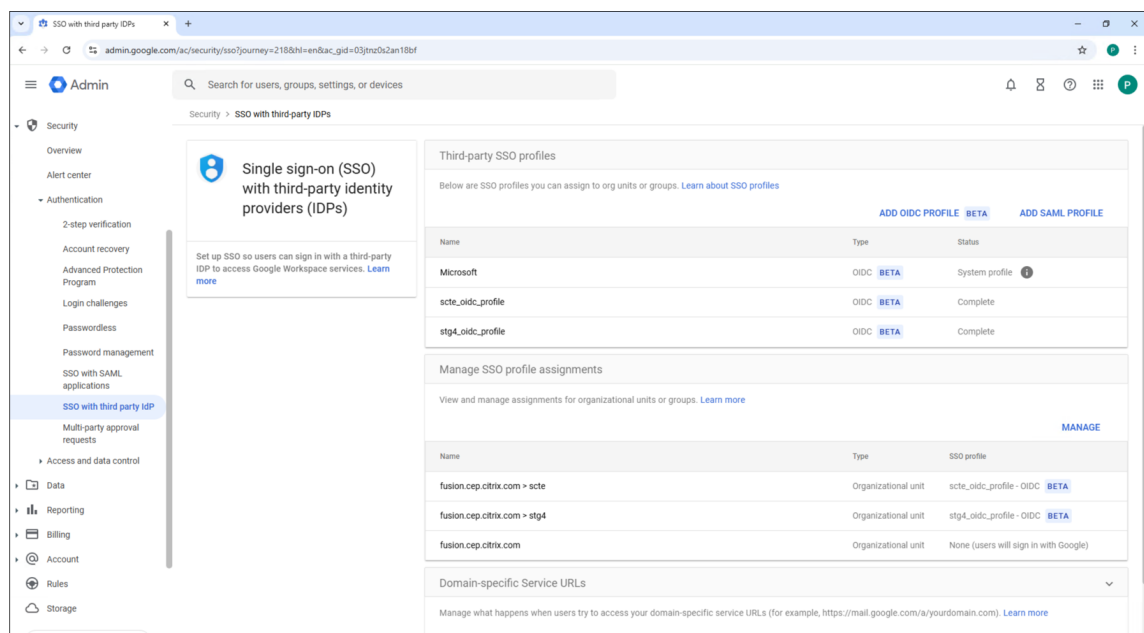 SSO with third party IDPs
admin.google.com/ac/security/sso?journey=218&hl=en&ac_gid=03jtnz0s2an18bf
P
Admin
Search for users, groups, settings, or devices
P
Security > SSO with third-party IDPs
Security
Overview
Alert center
Authentication
2-step verification
Account recovery
Advanced Protection
Program
Login challenges
Passwordless
Password management
SSO with SAML
applications
SSO with third party IdP
Multi-party approval
requests
Access and data control
Data
Reporting
Billing
Account
Rules
Storage
Single sign-on (SSO)
with third-party identity
providers (IDPs)
Set up SSO so users can sign in with a third-party
IDP to access Google Workspace services. Learn
more
Third-party SSO profiles
Below are SSO profiles you can assign to org units or groups. Learn about SSO profiles
ADD OIDC PROFILE BETA ADD SAML PROFILE
Name Type Status
Microsoft OIDC BETA System profile
scte_oidc_profile OIDC BETA Complete
stg4_oidc_profile OIDC BETA Complete
Manage SSO profile assignments
View and manage assignments for organizational units or groups. Learn more
MANAGE
Name Type SSO profile
fusion.cep.citrix.com > scte Organizational unit scte_oidc_profile - OIDC BETA
fusion.cep.citrix.com > stg4 Organizational unit stg4_oidc_profile - OIDC BETA
fusion.cep.citrix.com Organizational unit None (users will sign in with Google)
Domain-specific Service URLs
Manage what happens when users try to access your domain-specific service URLs (for example, https://mail.google.com/a/yourdomain.com). Learn more